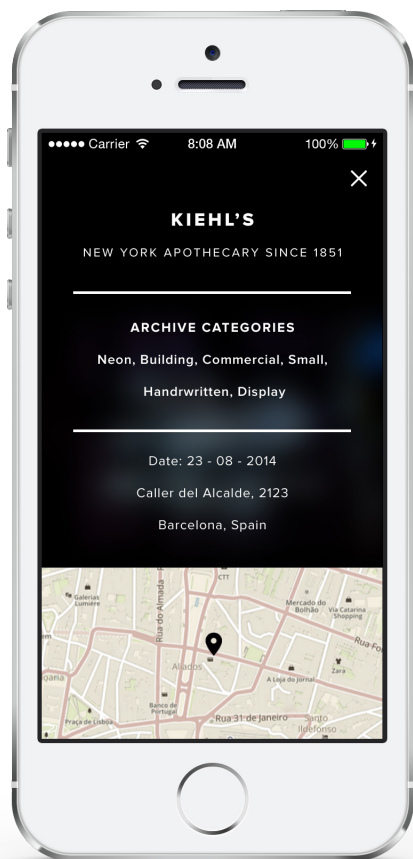 Carrier 8:08 AM 100%
KIEHL'S
NEW YORK APOTHECARY SINCE 1851
ARCHIVE CATEGORIES
Neon, Building, Commercial, Small,
Handrwritten, Display
Date: 23 - 08 - 2014
Caller del Alcalde, 2123
Barcelona, Spain
CTT
Galerias
Lumière
Rua do Almada
Mercado do
Bolhão
Via Catarina
Shopping
Aliados
Zara
A Loja do Jornal
Banco de
Portugal
Praça de Lisboa
Rua 31 de Janeiro
Santo
Ildefonso